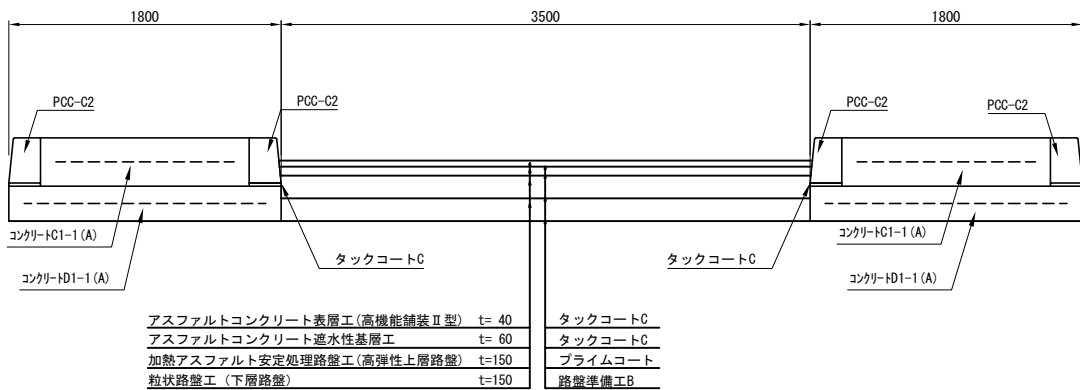 1800 3500 1800
PCC-C2 PCC-C2 PCC-C2 PCC-C2
コンクリートC1-1(A) コンクリートC1-1(A)
タックコートC タックコートC
コンクリートD1-1(A) コンクリートD1-1(A)
アスファルトコンクリート表層工(高機能舗装Ⅱ型) t= 40 タックコートC
アスファルトコンクリート遮水性基層工 t= 60 タックコートC
加熱アスファルト安定処理路盤工(高弾性上層路盤) t=150 プライムコート
粒状路盤工(下層路盤) t=150 路盤準備工B